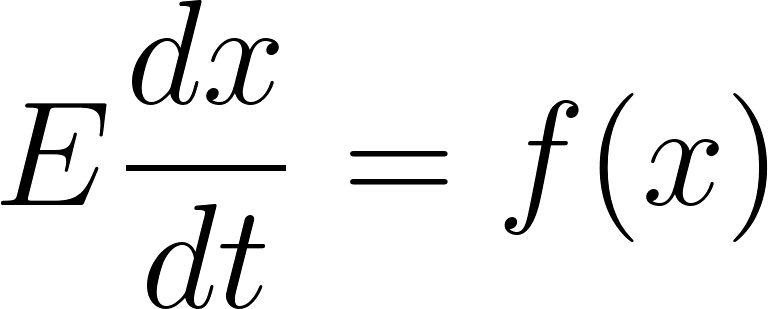 E dx/dt = f(x)